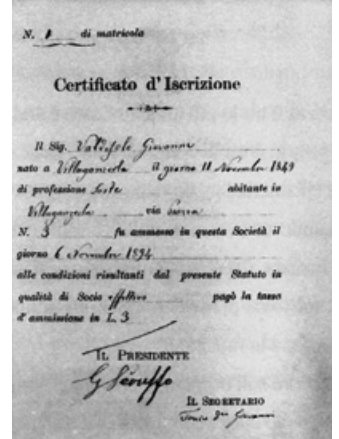 N. 1 di matricola
Certificato d'Iscrizione
Il Sig. Giovanni
nato a Villaganzerla il giorno 11 Novembre 1849
di professione abitante in
Villaganzerla via
N. 3 fu ammesso in questa Società il
giorno 6 Novembre 1894
alle condizioni risultanti dal presente Statuto in
qualità di Socio effettivo pagò la tassa
d'ammissione in L. 3
IL PRESIDENTE
IL SEGRETARIO